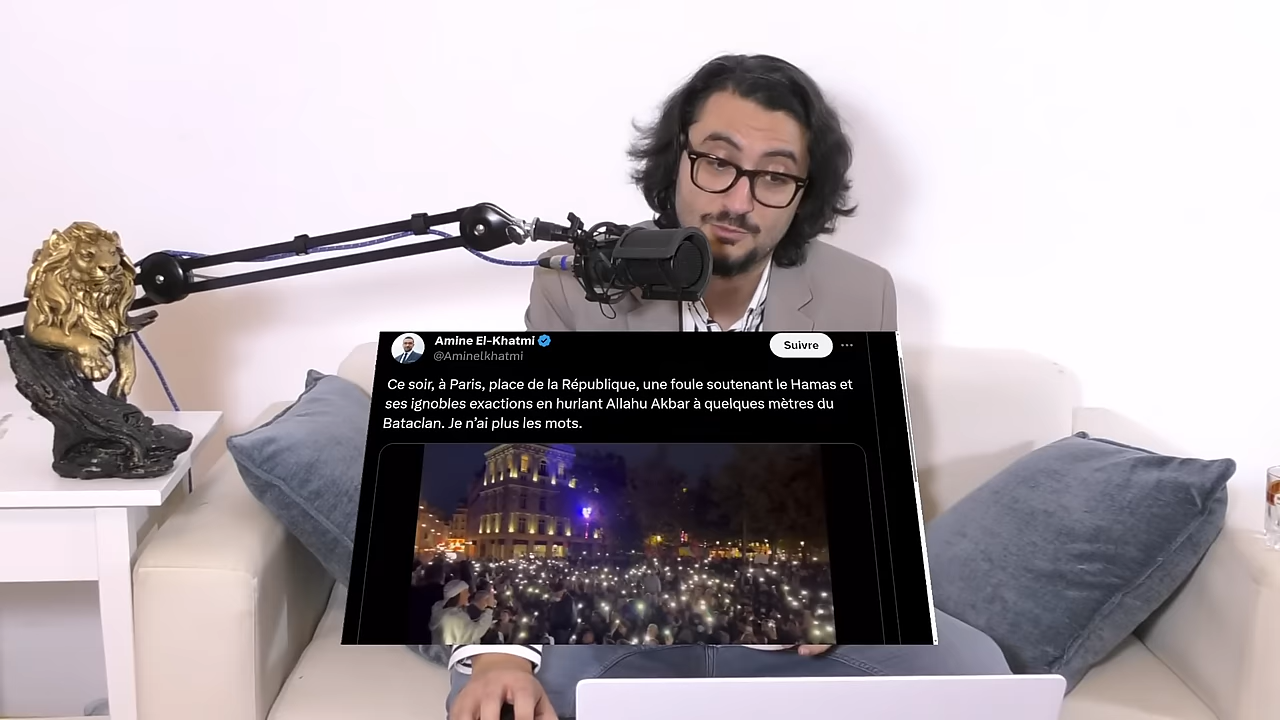 Amine El-Khatmi
@Aminelkhatmi
Suivre
Ce soir, à Paris, place de la République, une foule soutenant le Hamas et
ses ignobles exactions en hurlant Allahu Akbar à quelques mètres du
Bataclan. Je n'ai plus les mots.